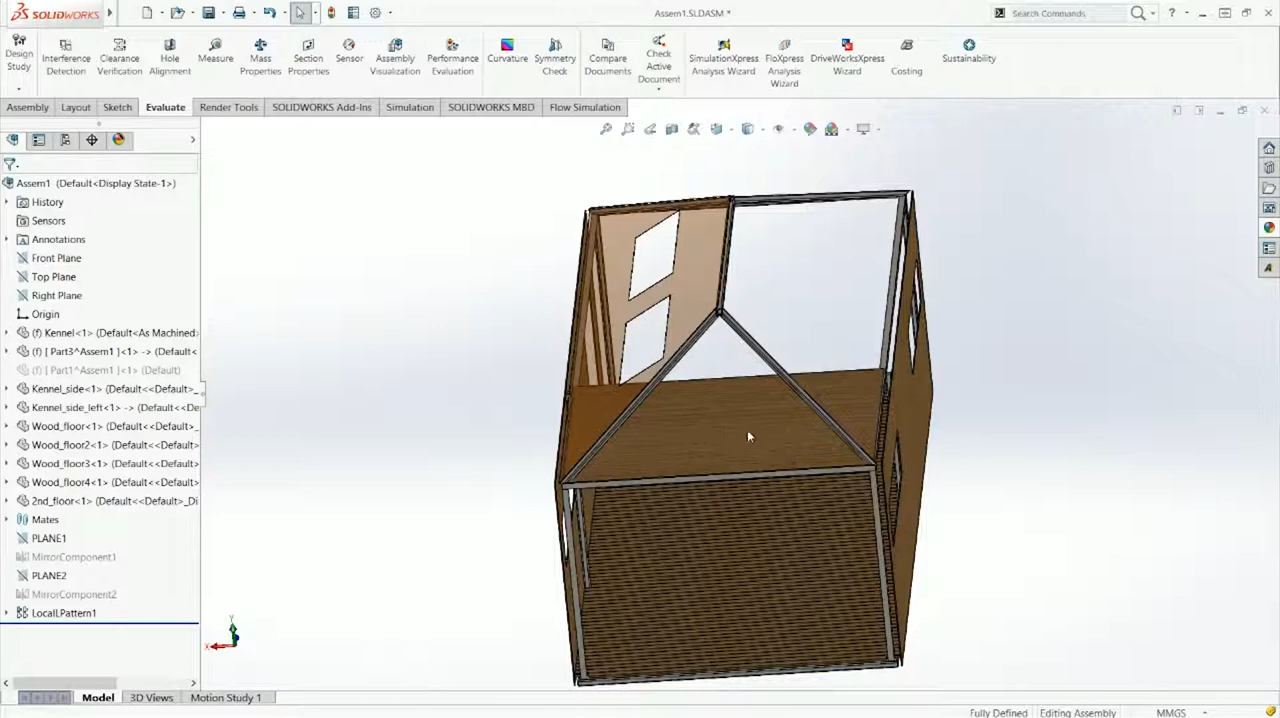 SOLIDWORKS
Assem1.SLDASM *
Search Commands
Design Study
Interference Detection
Clearance Verification
Hole Alignment
Measure
Mass Properties
Section Properties
Sensor
Assembly Visualization
Performance Evaluation
Curvature
Symmetry Check
Compare Documents
Check Active Document
SimulationXpress Analysis Wizard
FloXpress Analysis Wizard
DriveWorksXpress Wizard
Costing
Sustainability
Assembly Layout Sketch Evaluate Render Tools SOLIDWORKS Add-Ins Simulation SOLIDWORKS MBD Flow Simulation
Assem1 (Default<Display State-1>)
History
Sensors
Annotations
Front Plane
Top Plane
Right Plane
Origin
(f) Kennel<1> (Default<As Machined
(f) [ Part3^Assem1 ]<1> -> (Default<
(f) [ Part1^Assem1 ]<1> (Default)
Kennel_side<1> (Default<<Default>_
Kennel_side_left<1> -> (Default<<De
Wood_floor<1> (Default<<Default>_
Wood_floor2<1> (Default<<Default>
Wood_floor3<1> (Default<<Default>
Wood_floor4<1> (Default<<Default>
2nd_floor<1> (Default<<Default>_Di
Mates
PLANE1
MirrorComponent1
PLANE2
MirrorComponent2
LocalLPattern1
Y
X
Model 3D Views Motion Study 1
Fully Defined Editing Assembly MMGS